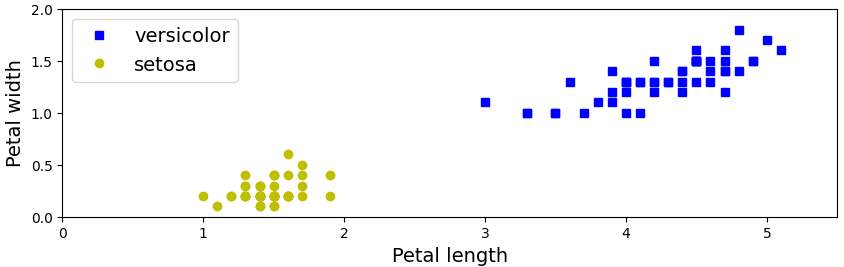 2.0
1.5
1.0
0.5
0.0
Petal width
versicolor
setosa
0 1 2 3 4 5
Petal length